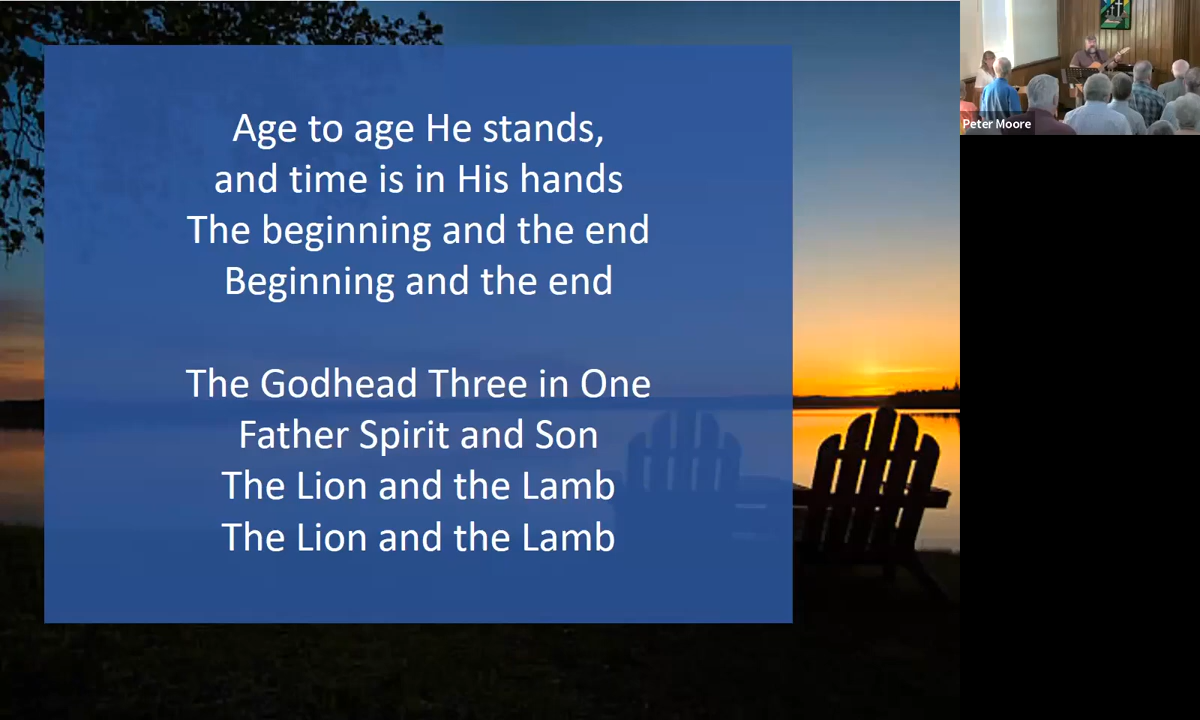 Age to age He stands,
and time is in His hands
The beginning and the end
Beginning and the end
The Godhead Three in One
Father Spirit and Son
The Lion and the Lamb
The Lion and the Lamb
Peter Moore